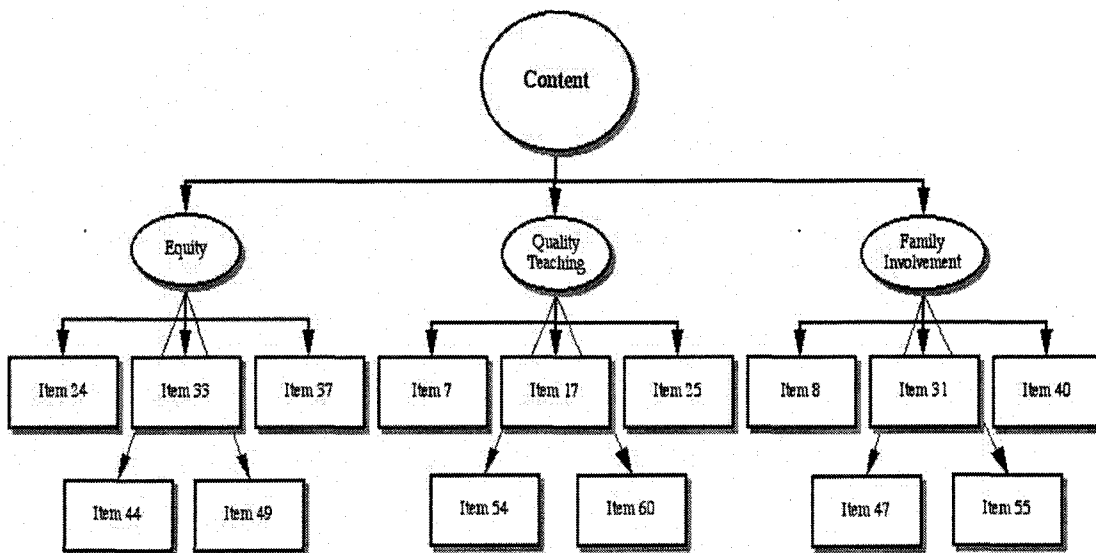 Content
Equity
Quality
Teaching
Family
Involvement
Item 24
Item 33
Item 37
Item 7
Item 17
Item 25
Item 8
Item 31
Item 40
Item 44
Item 49
Item 54
Item 60
Item 47
Item 55